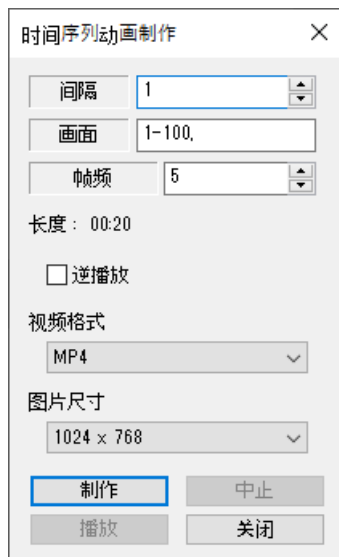 时间序列动画制作
间隔 1
画面 1-100,
帧频 5
长度： 00:20
逆播放
视频格式
MP4
图片尺寸
1024 x 768
制作 中止
播放 关闭